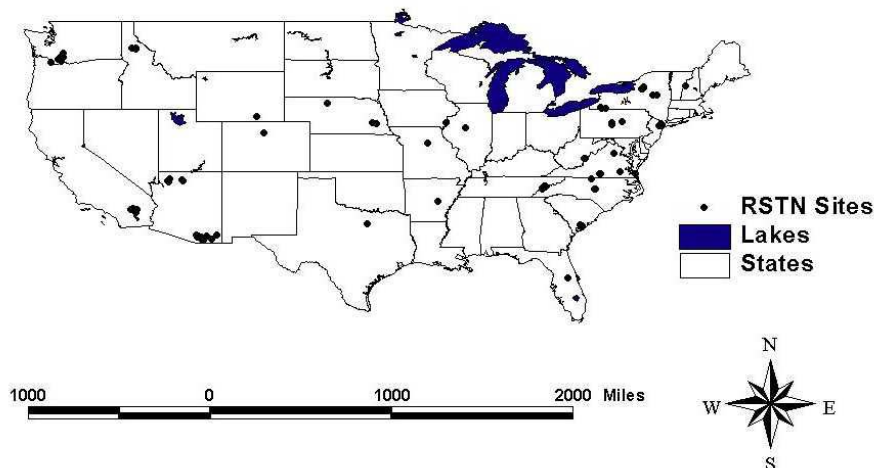 RSTN Sites
Lakes
States
1000 0 1000 2000 Miles
N
W E
S